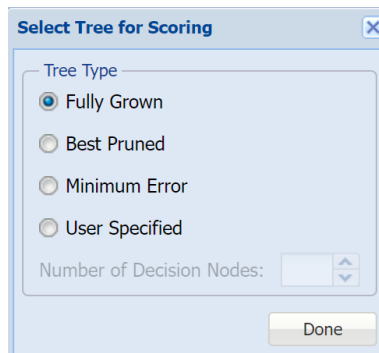 Select Tree for Scoring
Tree Type
Fully Grown
Best Pruned
Minimum Error
User Specified
Number of Decision Nodes:
Done